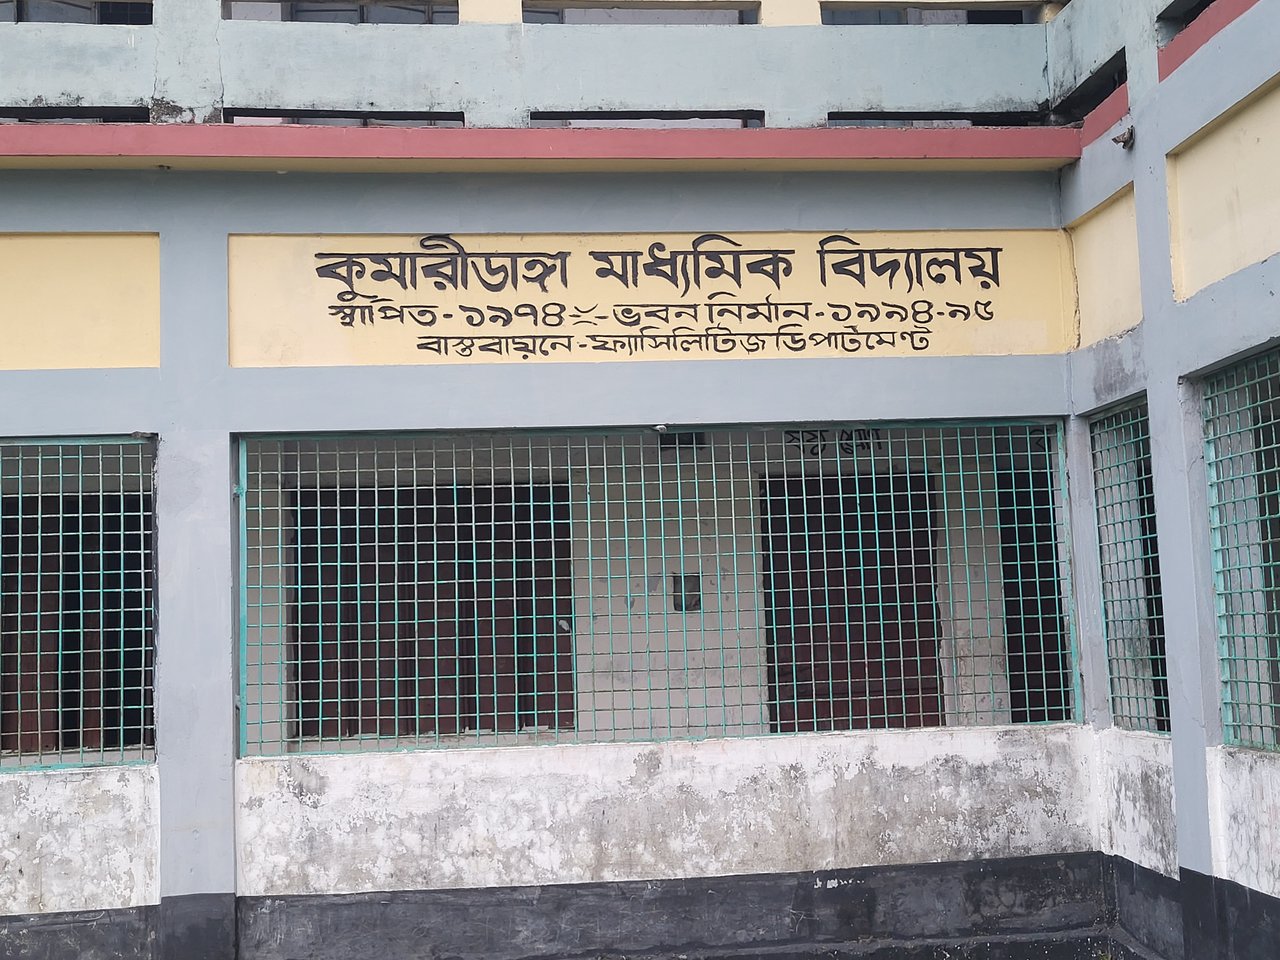 কুমারীডাঙ্গা মাধ্যমিক বিদ্যালয়
স্থাপিত-১৯৭৪ - ভবন নির্মান-১৯৯৪-৯৫
বাস্তবায়নে-ফ্যাসিলিটিজ ডিপার্টমেন্ট